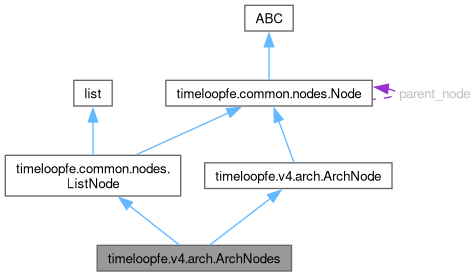 ABC
list
timeloopfe.common.nodes.Node
parent_node
timeloopfe.common.nodes.
ListNode
timeloopfe.v4.arch.ArchNode
timeloopfe.v4.arch.ArchNodes